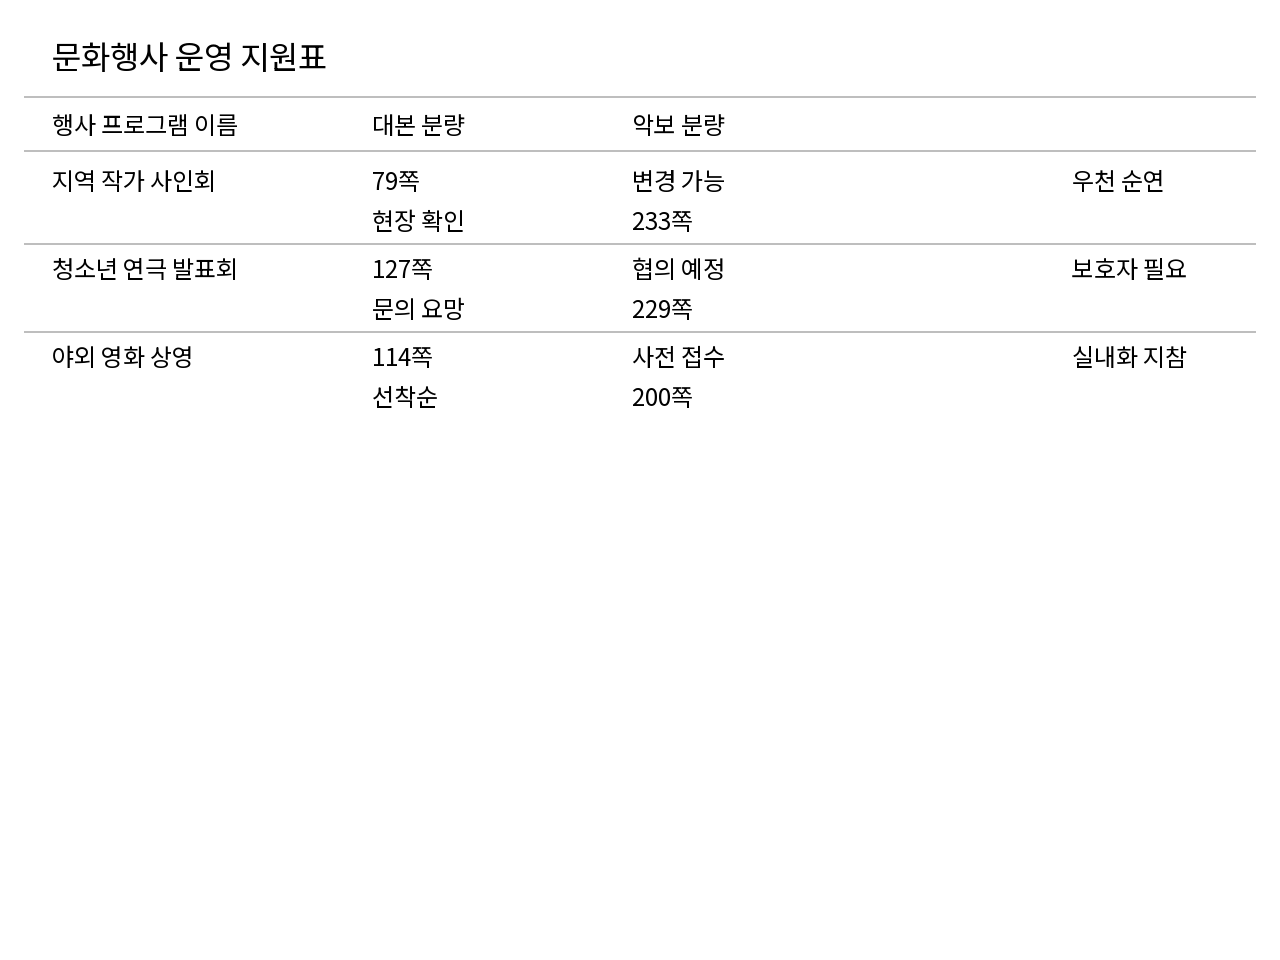 문화행사 운영 지원표
행사 프로그램 이름 대본 분량 악보 분량
지역 작가 사인회 79쪽 변경 가능 우천 순연
현장 확인 233쪽
청소년 연극 발표회 127쪽 협의 예정 보호자 필요
문의 요망 229쪽
야외 영화 상영 114쪽 사전 접수 실내화 지참
선착순 200쪽